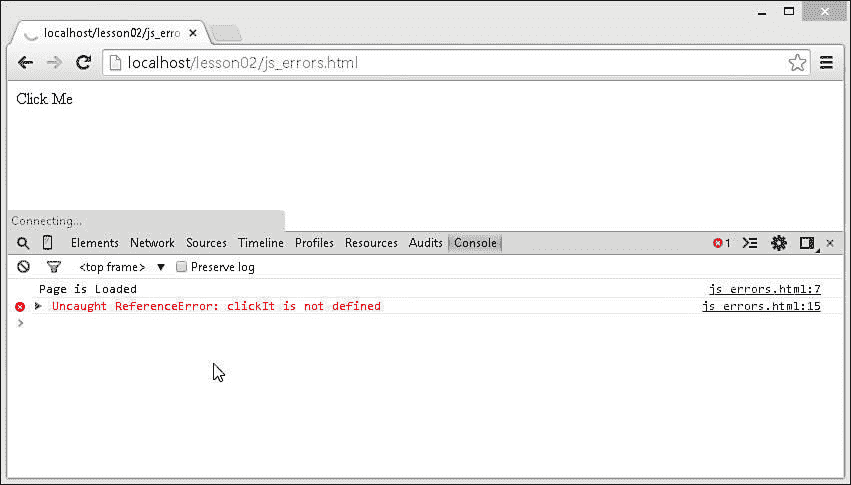 localhost/lesson02/js_erro
localhost/lesson02/js_errors.html
Click Me
Connecting...
Elements Network Sources Timeline Profiles Resources Audits Console 1
<top frame> Preserve log
Page is Loaded js_errors.html:7
Uncaught ReferenceError: clickIt is not defined js_errors.html:15